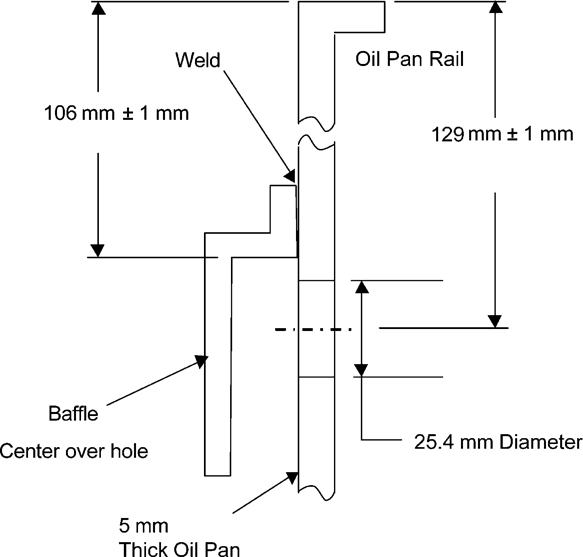 Weld
Oil Pan Rail
106 mm ± 1 mm
129 mm ± 1 mm
Baffle
Center over hole
25.4 mm Diameter
5 mm
Thick Oil Pan